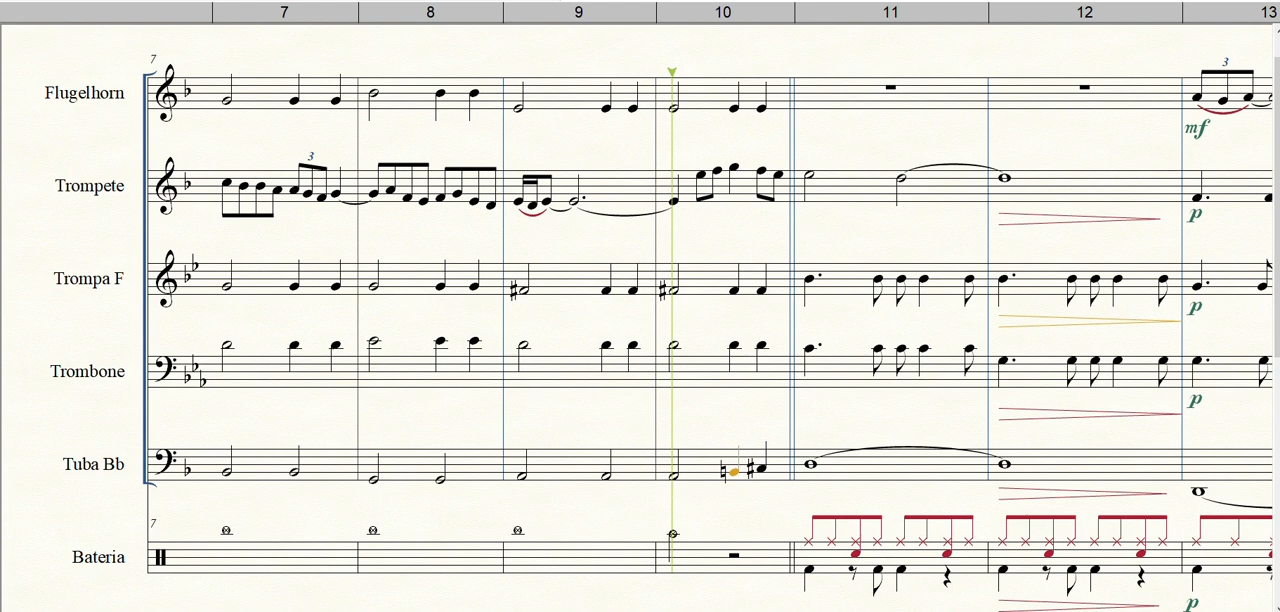 7 8 9 10 11 12 13
7
Flugelhorn
3
mf
Trompete
3
p
Trompa F
p
Trombone
p
Tuba Bb
7
Bateria
p